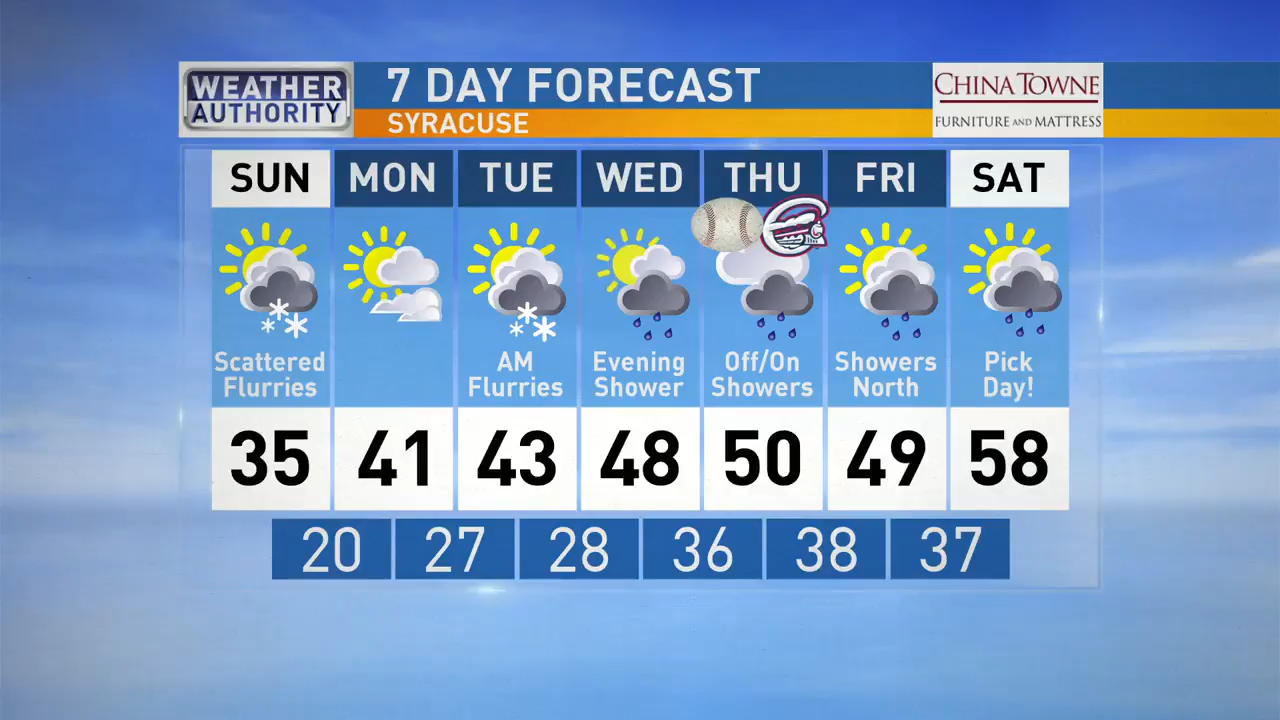 WEATHER
AUTHORITY
7 DAY FORECAST
SYRACUSE
CHINA TOWNE
FURNITURE AND MATTRESS
SUN MON TUE WED THU FRI SAT
Scattered
Flurries
AM
Flurries
Evening
Shower
Off/On
Showers
Showers
North
Pick
Day!
35 41 43 48 50 49 58
20 27 28 36 38 37